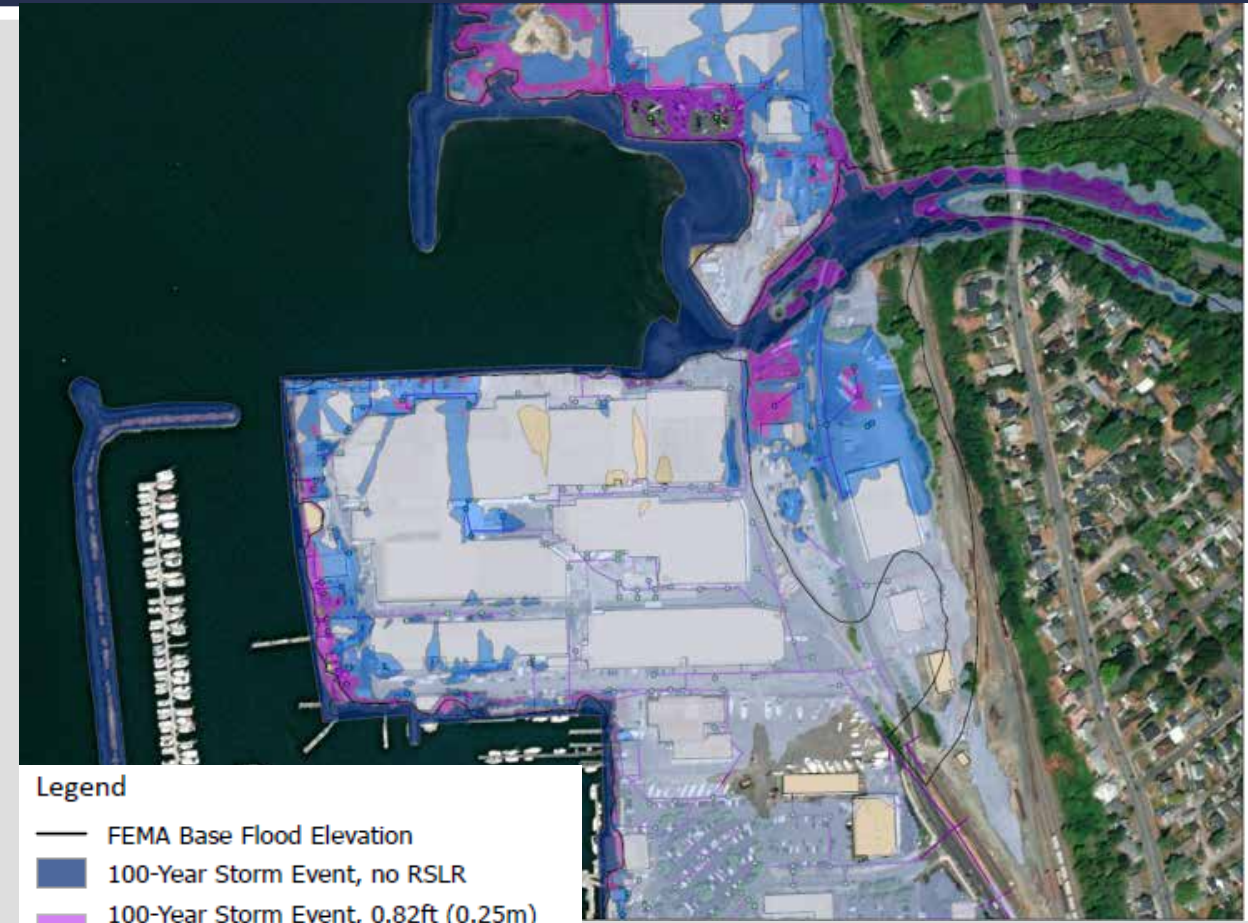 Legend
FEMA Base Flood Elevation
100-Year Storm Event, no RSLR
100-Year Storm Event, 0.82ft (0.25m)